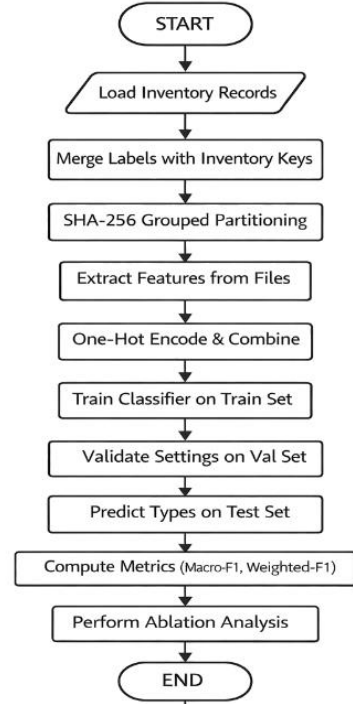 START
Load Inventory Records
Merge Labels with Inventory Keys
SHA-256 Grouped Partitioning
Extract Features from Files
One-Hot Encode & Combine
Train Classifier on Train Set
Validate Settings on Val Set
Predict Types on Test Set
Compute Metrics (Macro-F1, Weighted-F1)
Perform Ablation Analysis
END